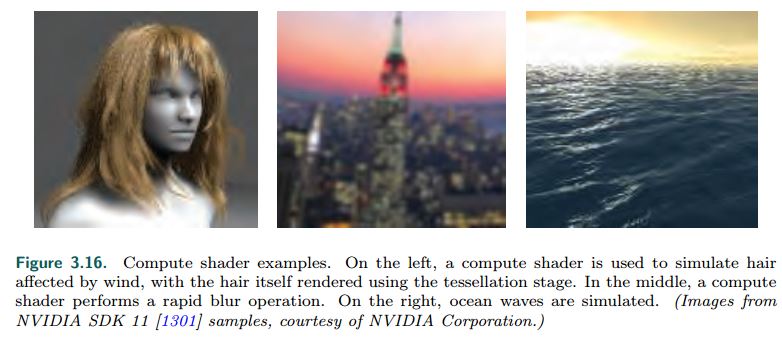 Figure 3.16. Compute shader examples. On the left, a compute shader is used to simulate hair
affected by wind, with the hair itself rendered using the tessellation stage. In the middle, a compute
shader performs a rapid blur operation. On the right, ocean waves are simulated. (Images from
NVIDIA SDK 11 [1301] samples, courtesy of NVIDIA Corporation.)